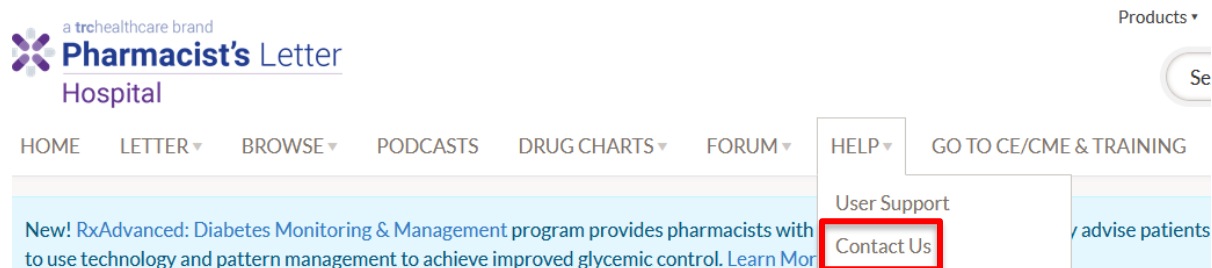 a trchealthcare brand
Products ▾
Pharmacist's Letter
Hospital
HOME LETTER ▾ BROWSE ▾ PODCASTS DRUG CHARTS ▾ FORUM ▾ HELP ▾ GO TO CE/CME & TRAINING
User Support
Contact Us
New! RxAdvanced: Diabetes Monitoring & Management program provides pharmacists with advise patients
to use technology and pattern management to achieve improved glycemic control. Learn